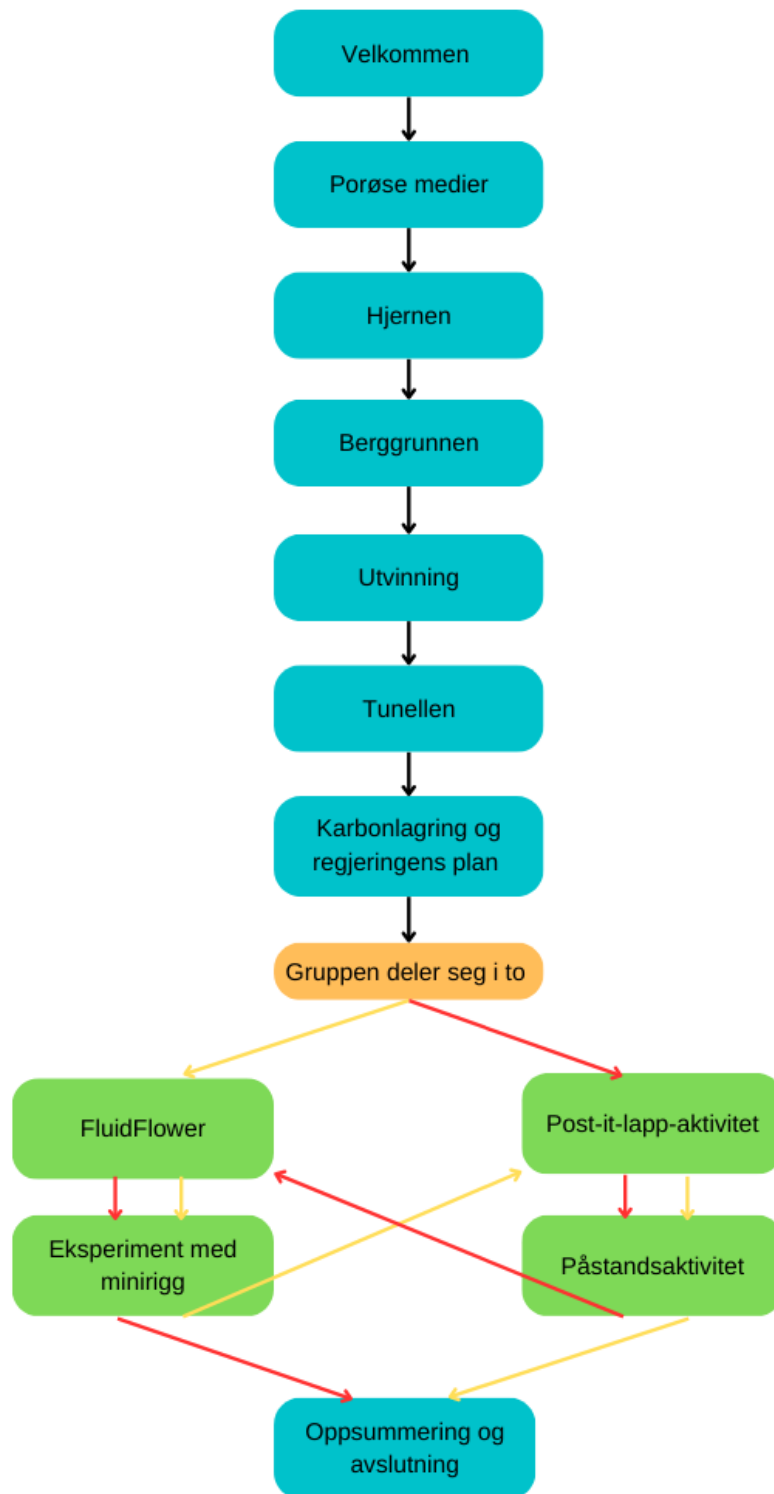 Velkommen
Porøse medier
Hjernen
Berggrunnen
Utvinning
Tunellen
Karbonlagring og
regjeringens plan
Gruppen deler seg i to
FluidFlower
Post-it-lapp-aktivitet
Eksperiment med
minirigg
Påstandsaktivitet
Oppsummering og
avslutning